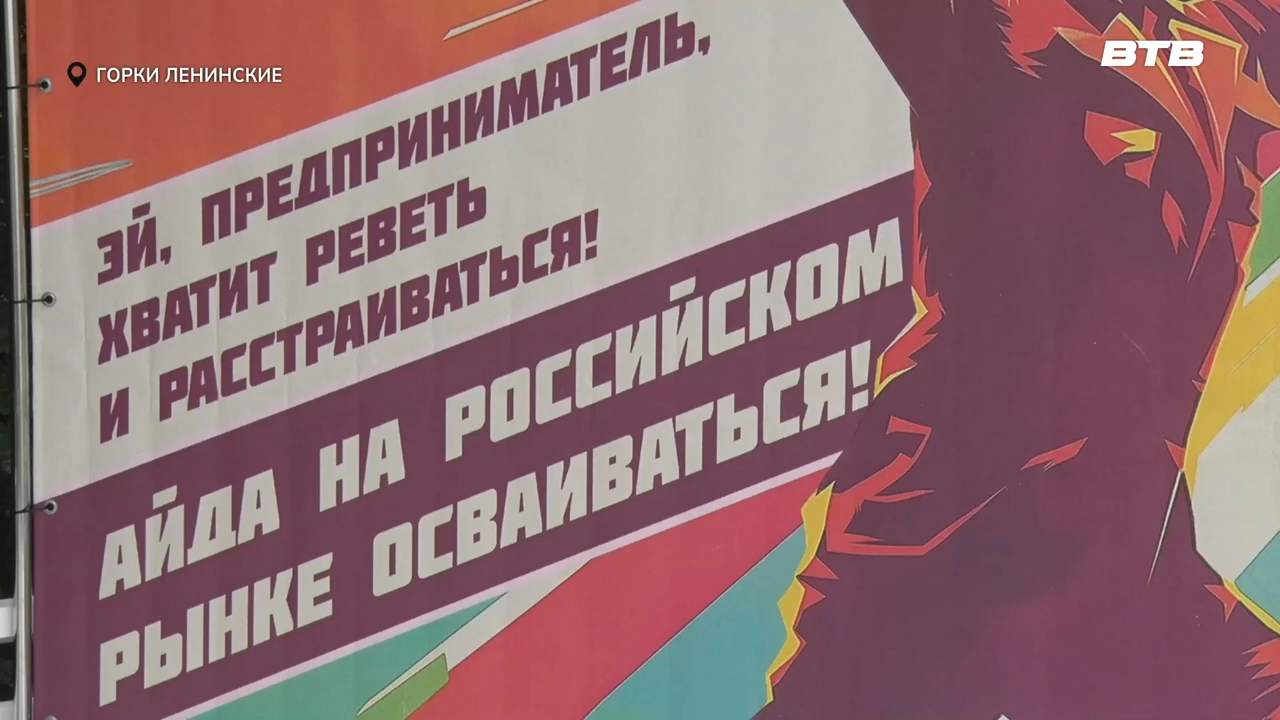 ГОРКИ ЛЕНИНСКИЕ
ВТВ
ЭЙ, ПРЕДПРИНИМАТЕЛЬ,
ХВАТИТ РЕВЕТЬ
И РАССТРАИВАТЬСЯ!
АЙДА НА РОССИЙСКОМ
РЫНКЕ ОСВАИВАТЬСЯ!